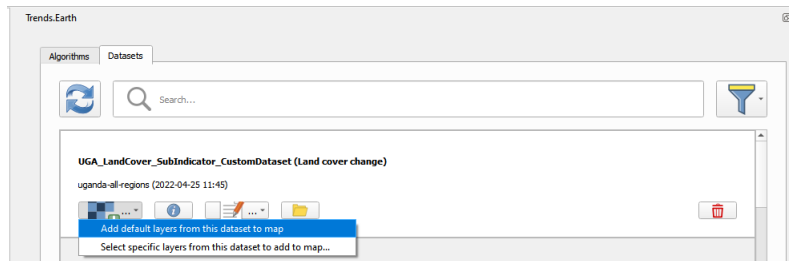 Trends.Earth
Algorithms Datasets
Search...
UGA_LandCover_SubIndicator_CustomDataset (Land cover change)
uganda-all-regions (2022-04-25 11:45)
... ...
Add default layers from this dataset to map
Select specific layers from this dataset to add to map...